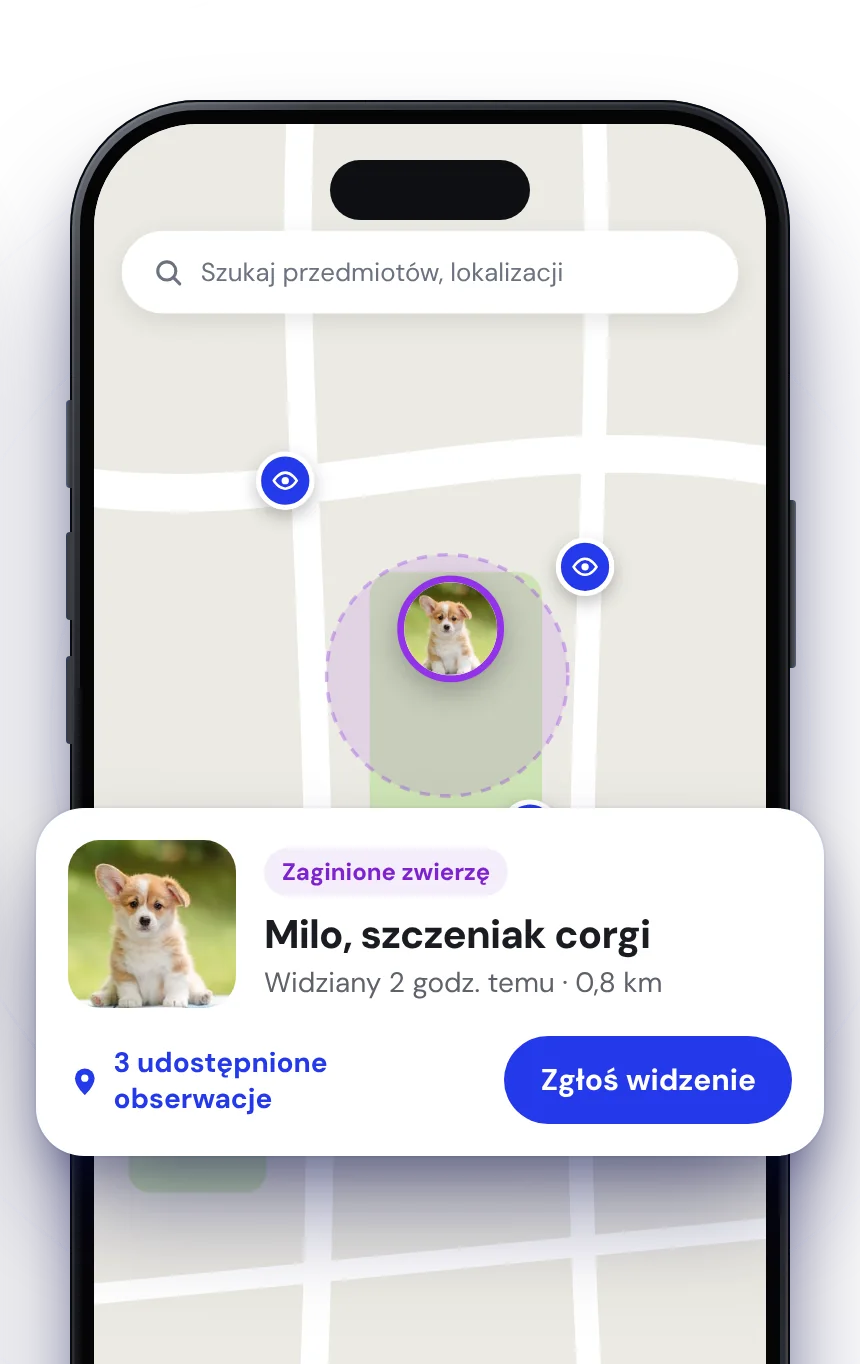 Szukaj przedmiotów, lokalizacji
Zaginione zwierzę
Milo, szczeniak corgi
Widziany 2 godz. temu · 0,8 km
3 udostępnione
obserwacje
Zgłoś widzenie